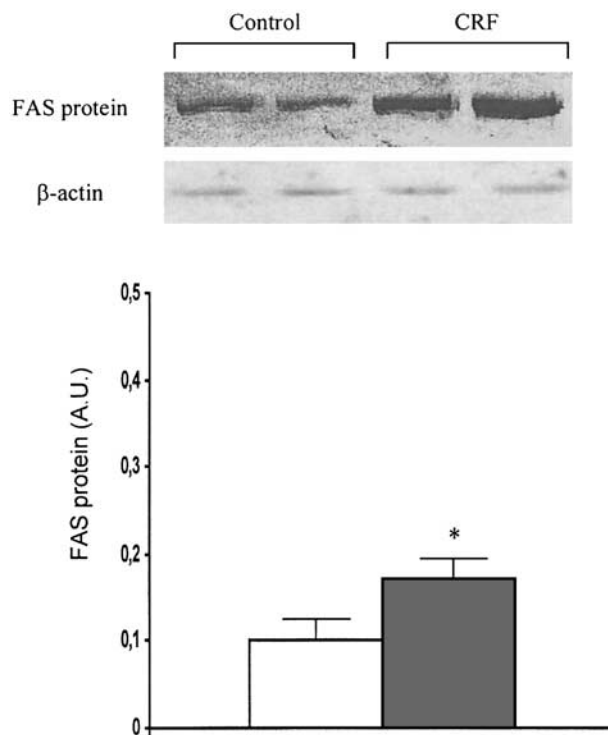 Control CRF
FAS protein
β-actin
0,5
0,4
0,3
0,2
0,1
0
FAS protein (A.U.)
*